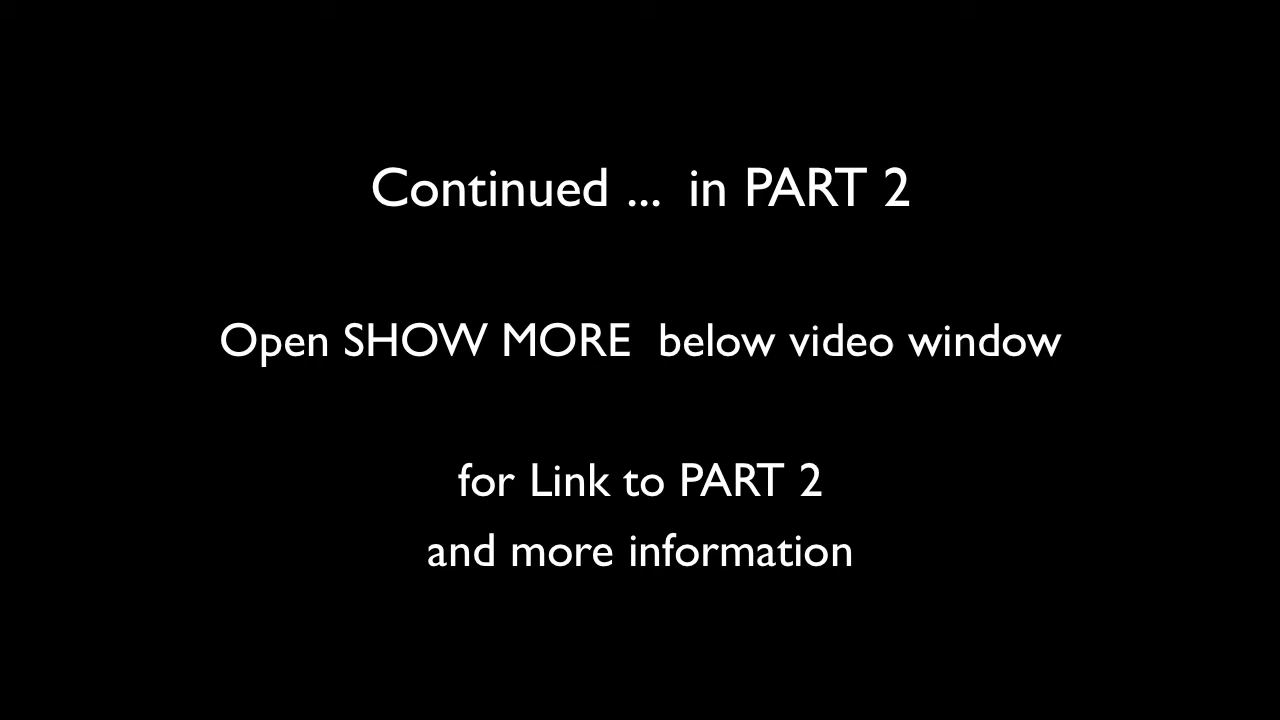 Continued ... in PART 2
Open SHOW MORE below video window
for Link to PART 2
and more information